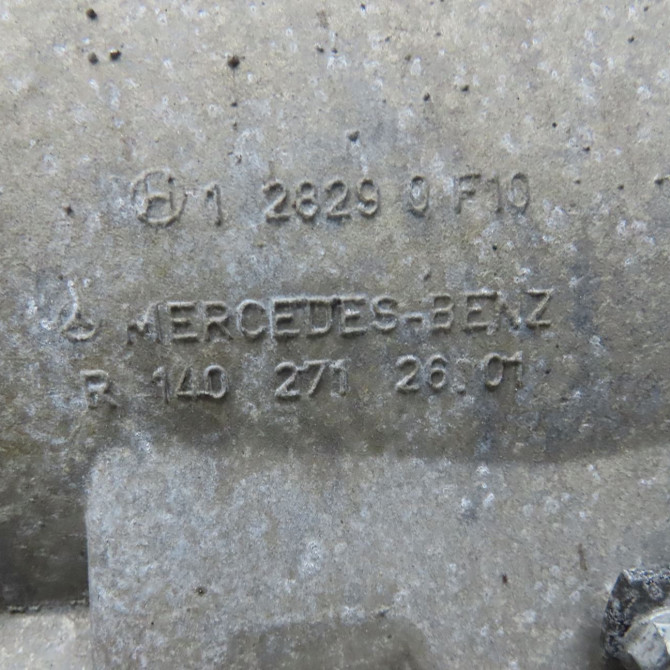 H 1 2829 0 F10
MERCEDES-BENZ
R 140 271 26 01